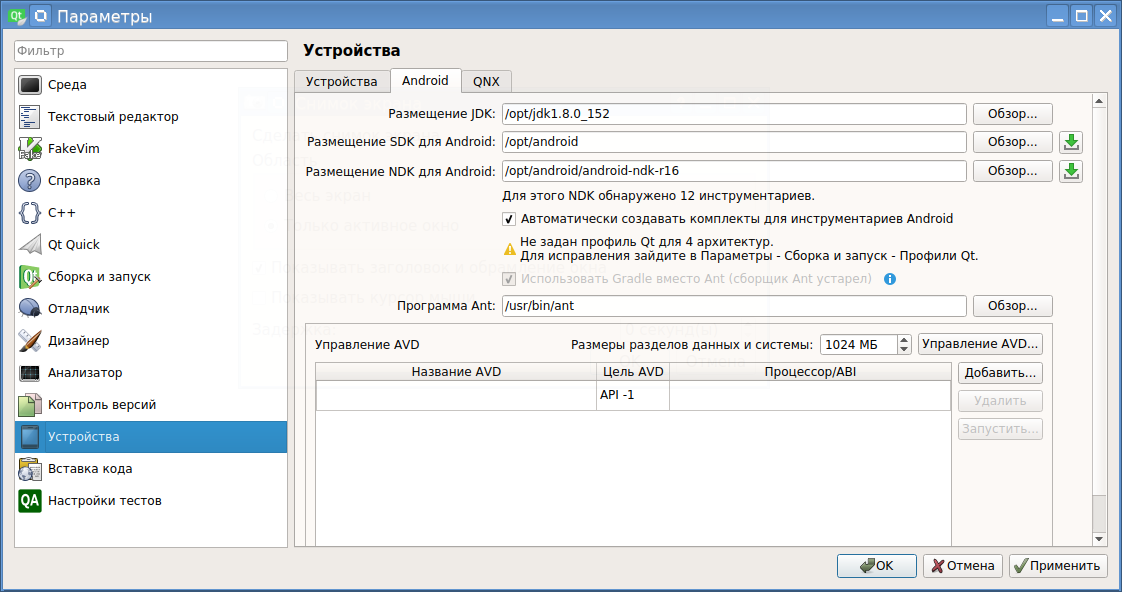 Параметры
Фильтр
Среда
Текстовый редактор
FakeVim
Справка
C++
Qt Quick
Сборка и запуск
Отладчик
Дизайнер
Анализатор
Контроль версий
Устройства
Вставка кода
Настройки тестов
Устройства
Устройства Android QNX
Размещение JDK: /opt/jdk1.8.0_152 Обзор...
Размещение SDK для Android: /opt/android Обзор...
Размещение NDK для Android: /opt/android/android-ndk-r16 Обзор...
Для этого NDK обнаружено 12 инструментариев.
Автоматически создавать комплекты для инструментариев Android
Не задан профиль Qt для 4 архитектур.
Для исправления зайдите в Параметры - Сборка и запуск - Профили Qt.
Использовать Gradle вместо Ant (сборщик Ant устарел)
Программа Ant: /usr/bin/ant Обзор...
Управление AVD Размеры разделов данных и системы: 1024 МБ Управление AVD...
Название AVD Цель AVD Процессор/ABI Добавить...
API -1
Удалить
Запустить...
OK Отмена Применить